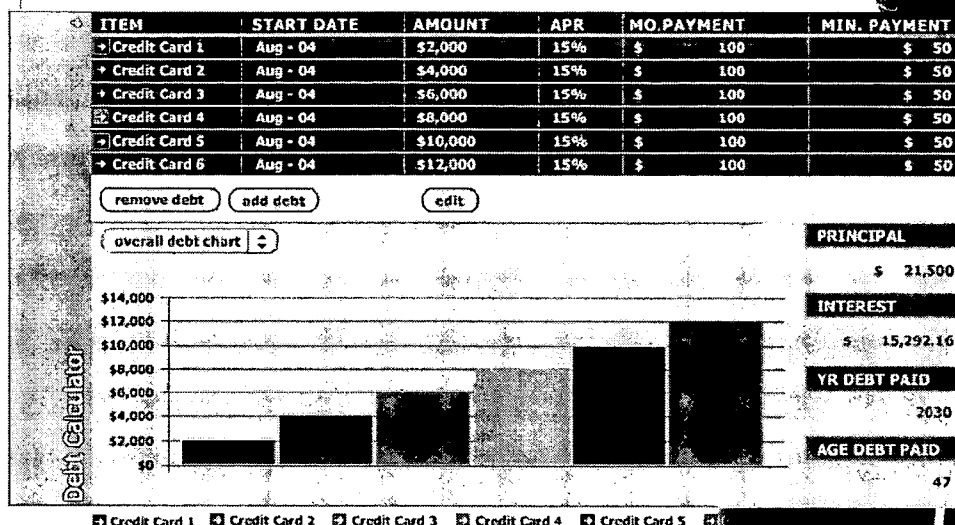 ITEM START DATE AMOUNT APR MO.PAYMENT MIN. PAYMENT
Credit Card 1 Aug - 04 $2,000 15% $ 100 $ 50
Credit Card 2 Aug - 04 $4,000 15% $ 100 $ 50
Credit Card 3 Aug - 04 $6,000 15% $ 100 $ 50
Credit Card 4 Aug - 04 $8,000 15% $ 100 $ 50
Credit Card 5 Aug - 04 $10,000 15% $ 100 $ 50
Credit Card 6 Aug - 04 $12,000 15% $ 100 $ 50
remove debt add debt edit
overall debt chart
PRINCIPAL
$ 21,500
INTEREST
$ 15,292.16
YR DEBT PAID
2030
AGE DEBT PAID
47
$14,000
$12,000
$10,000
$8,000
$6,000
$4,000
$2,000
$0
Debt Calculator
Credit Card 1 Credit Card 2 Credit Card 3 Credit Card 4 Credit Card 5